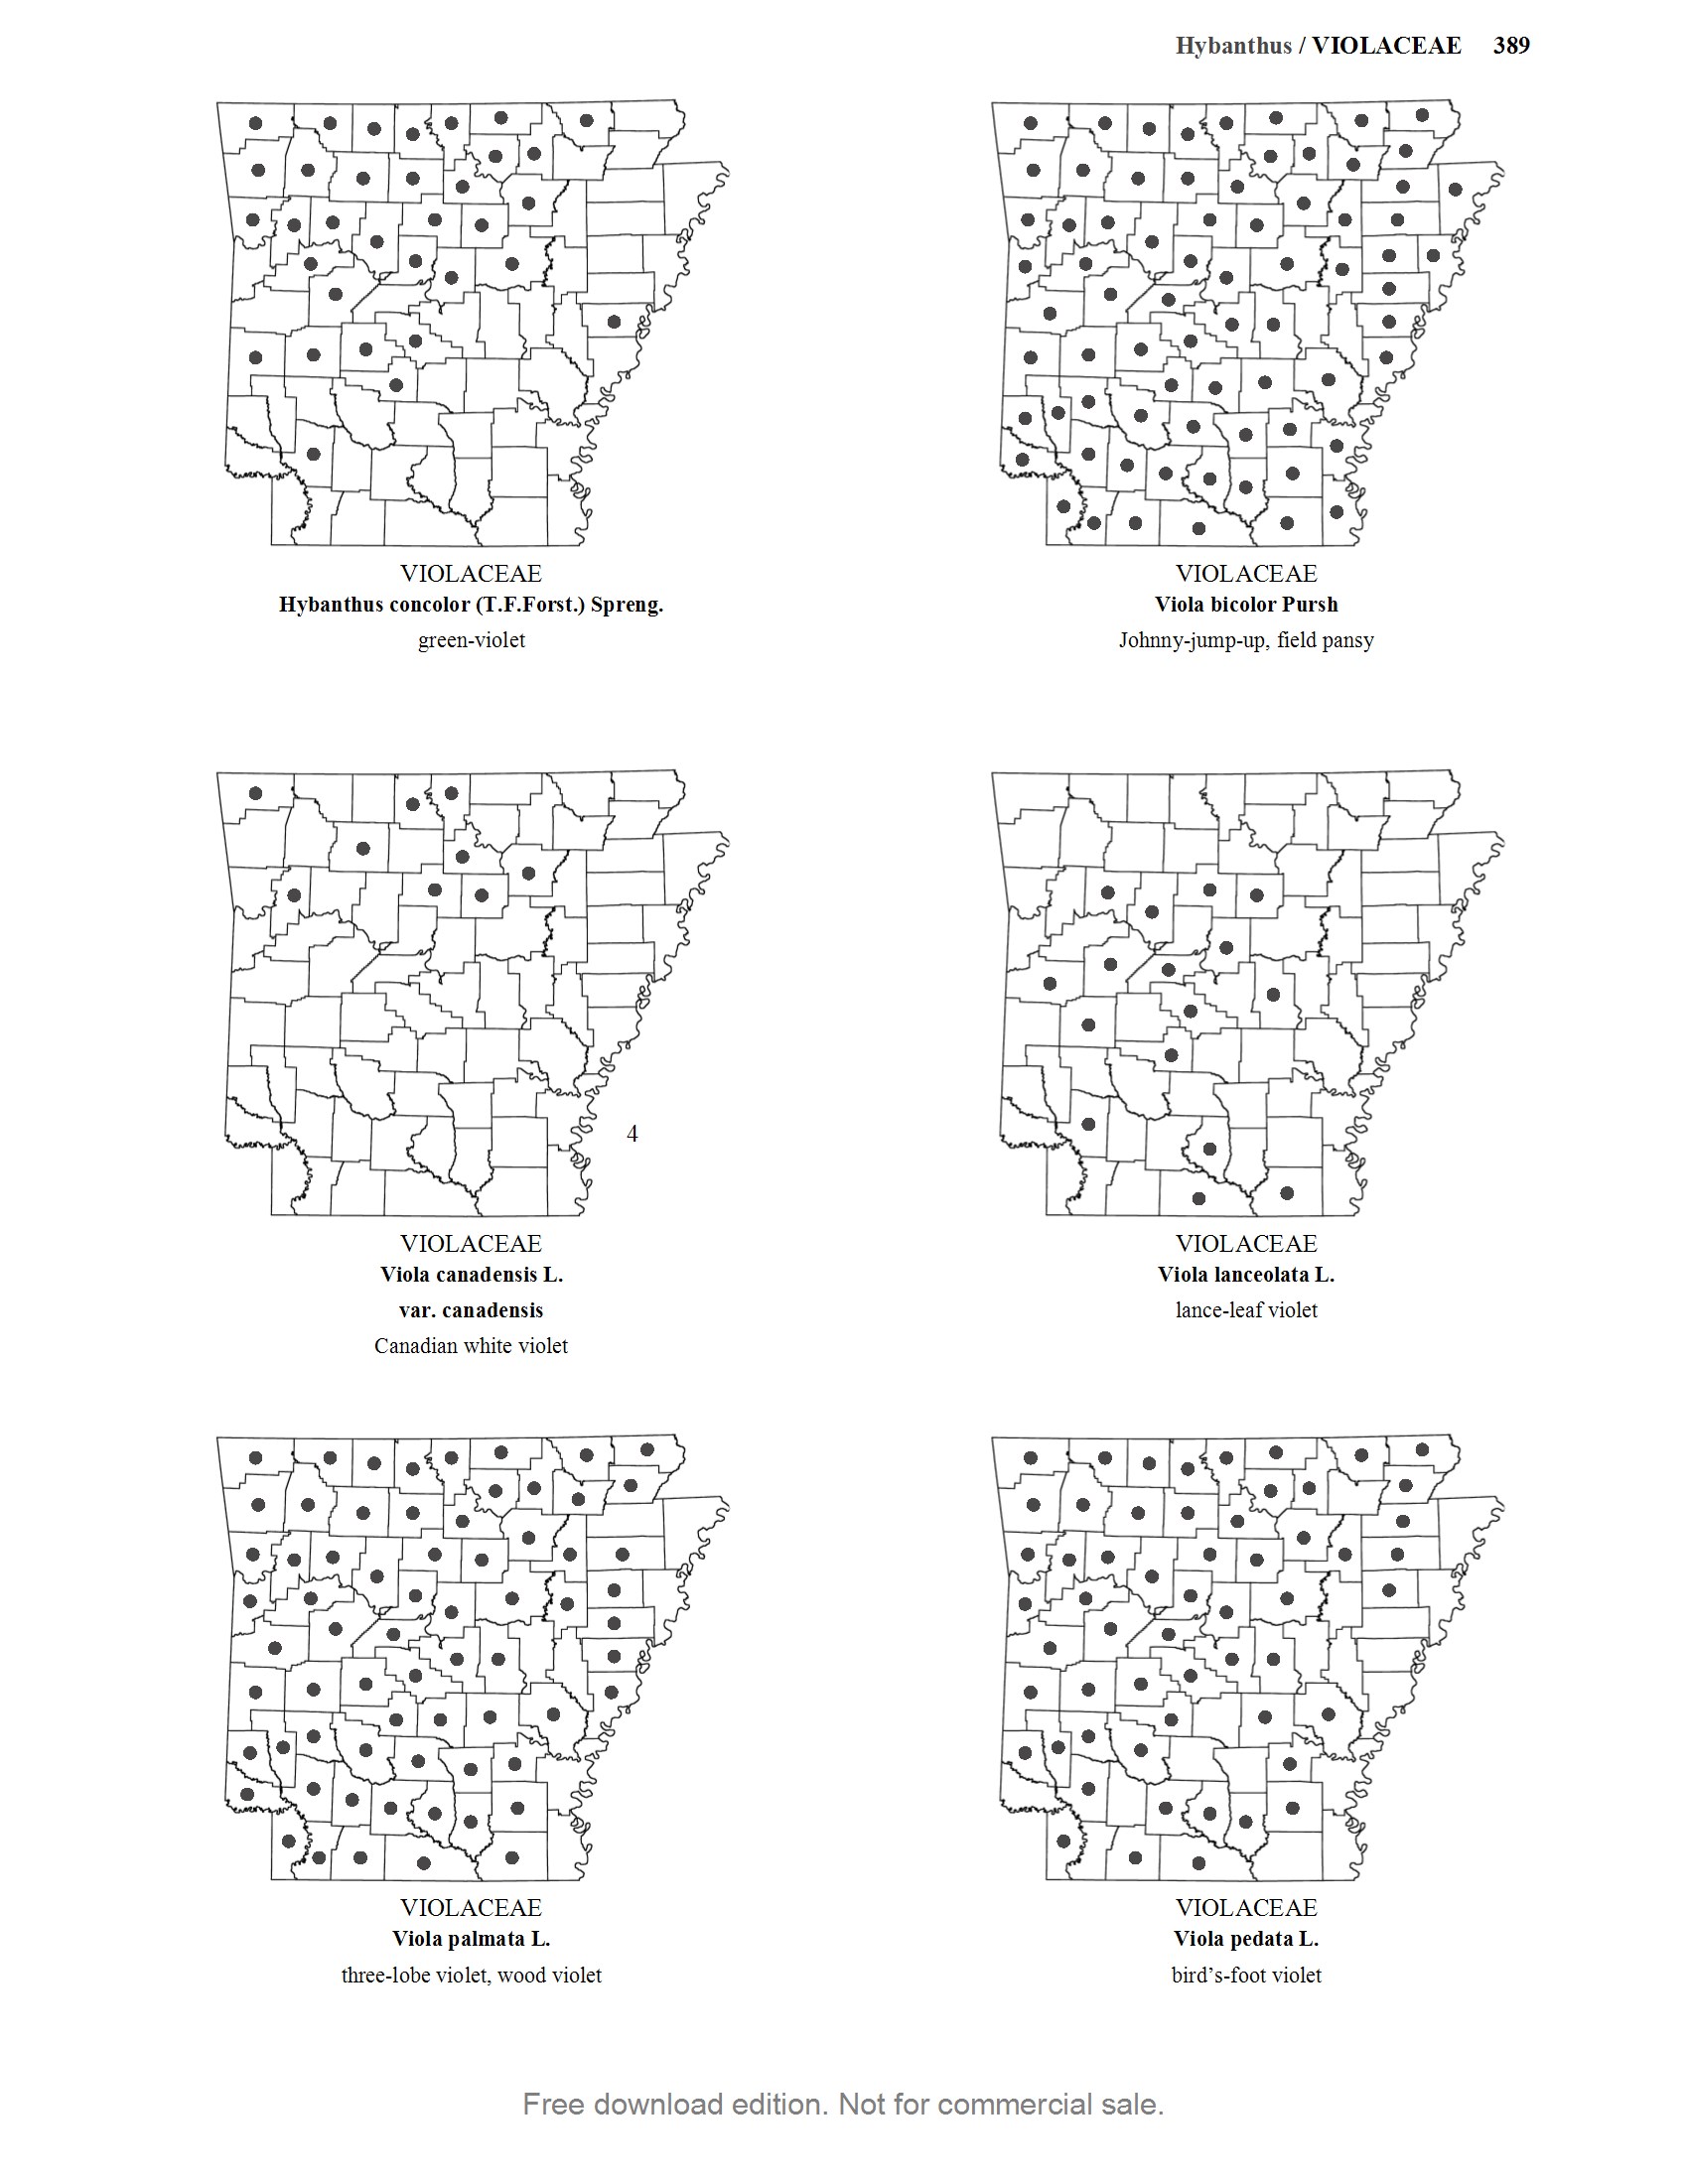 Hybanthus / VIOLACEAE 389
VIOLACEAE
Hybanthus concolor (T.F.Forst.) Spreng.
green-violet
VIOLACEAE
Viola bicolor Pursh
Johnny-jump-up, field pansy
4
VIOLACEAE
Viola canadensis L.
var. canadensis
Canadian white violet
VIOLACEAE
Viola lanceolata L.
lance-leaf violet
VIOLACEAE
Viola palmata L.
three-lobe violet, wood violet
VIOLACEAE
Viola pedata L.
bird’s-foot violet
Free download edition. Not for commercial sale.